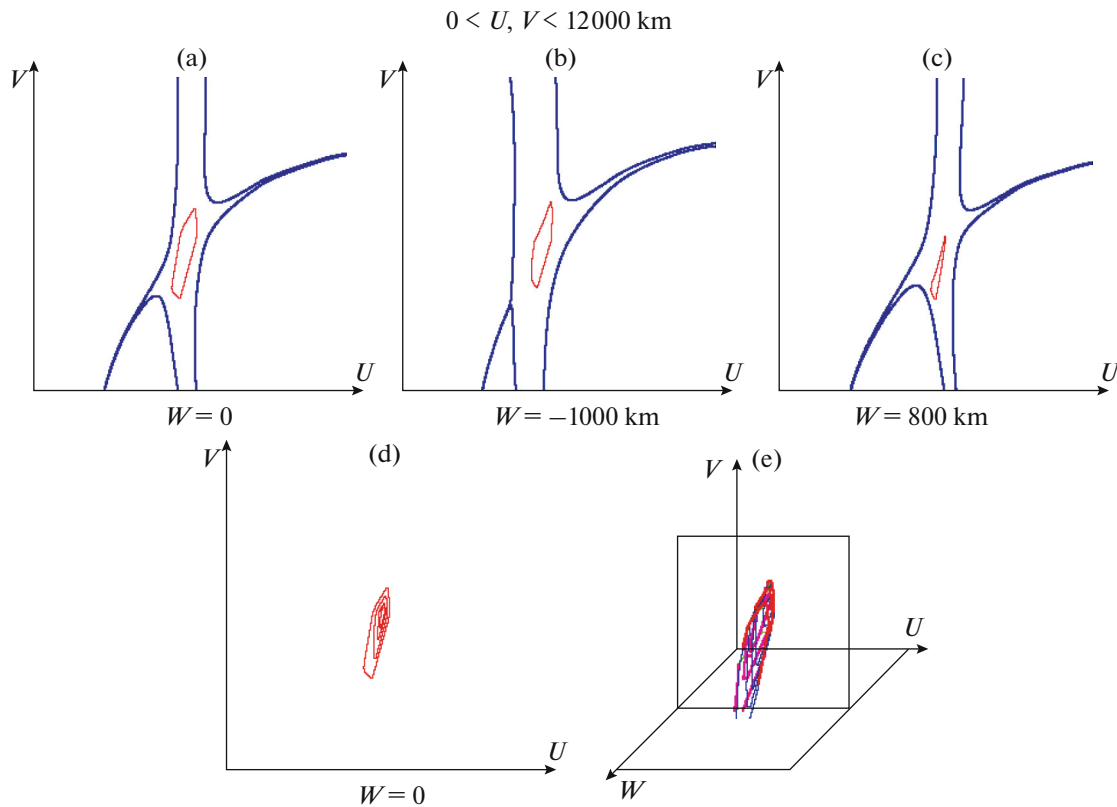 0 < U, V < 12000 km
(a) (b) (c)
V V V
U U U
W = 0 W = –1000 km W = 800 km
(d) (e)
V V
U
U
W
W = 0